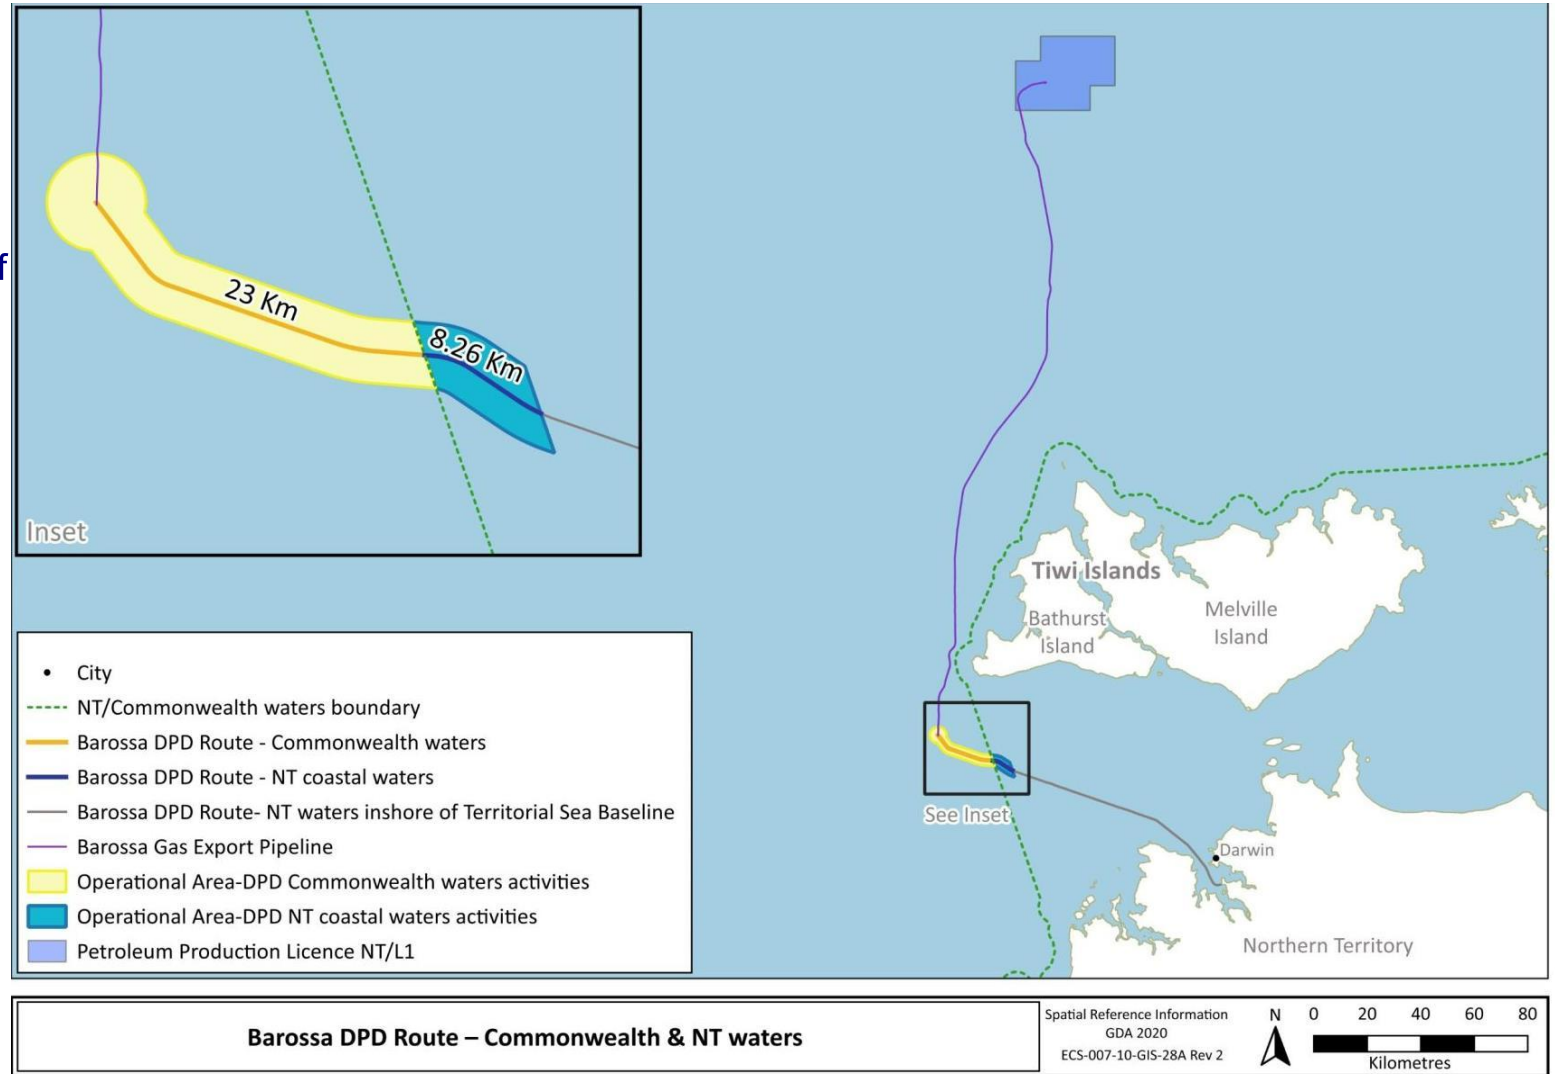 f
23 Km
8.26 Km
Inset
Tiwi Islands
Bathurst
Island
Melville
Island
See Inset
Darwin
Northern Territory
City
NT/Commonwealth waters boundary
Barossa DPD Route - Commonwealth waters
Barossa DPD Route - NT coastal waters
Barossa DPD Route- NT waters inshore of Territorial Sea Baseline
Barossa Gas Export Pipeline
Operational Area-DPD Commonwealth waters activities
Operational Area-DPD NT coastal waters activities
Petroleum Production Licence NT/L1
Barossa DPD Route – Commonwealth & NT waters
Spatial Reference Information
GDA 2020
ECS-007-10-GIS-28A Rev 2
N
0 20 40 60 80
Kilometres